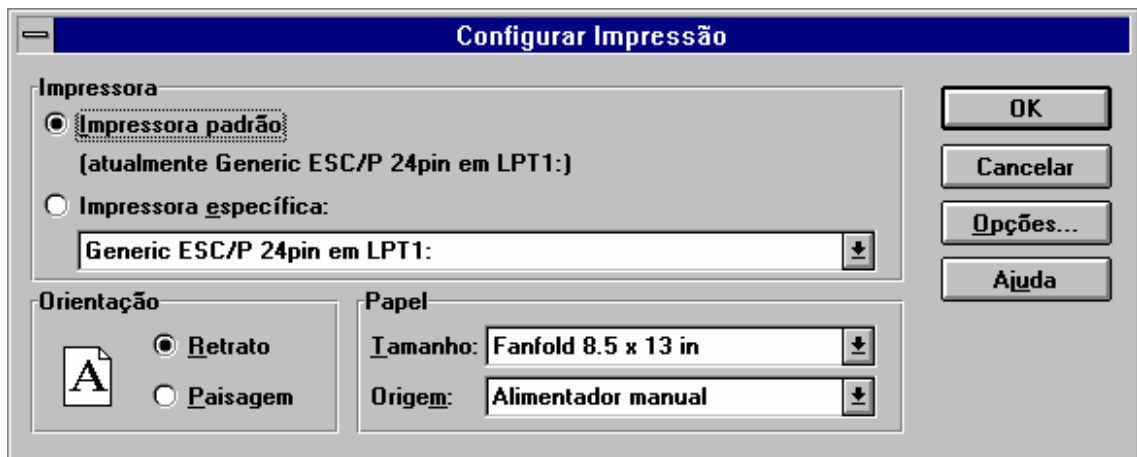 Configurar Impressão
Impressora
Impressora padrão
(atualmente Generic ESC/P 24pin em LPT1:)
Impressora específica:
Generic ESC/P 24pin em LPT1:
OK
Cancelar
Opções...
Ajuda
Orientação
A
Retrato
Paisagem
Papel
Tamanho: Fanfold 8.5 x 13 in
Origem: Alimentador manual